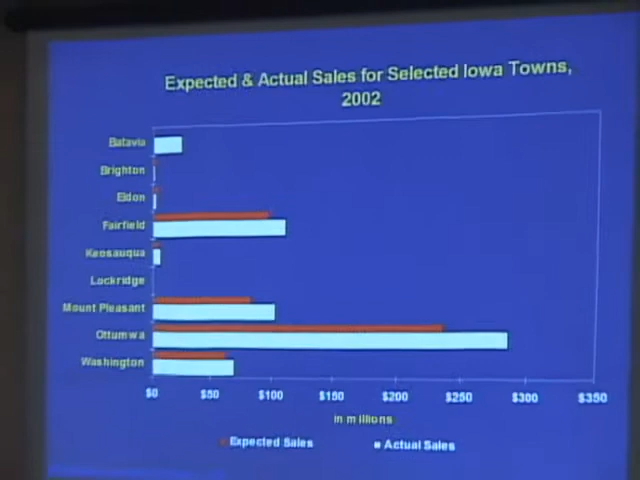 Expected & Actual Sales for Selected Iowa Towns,
2002
Batavia
Brighton
Eldon
Fairfield
Keosauqua
Lockridge
Mount Pleasant
Ottumwa
Washington
$0 $50 $100 $150 $200 $250 $300 $350
in millions
Expected Sales Actual Sales